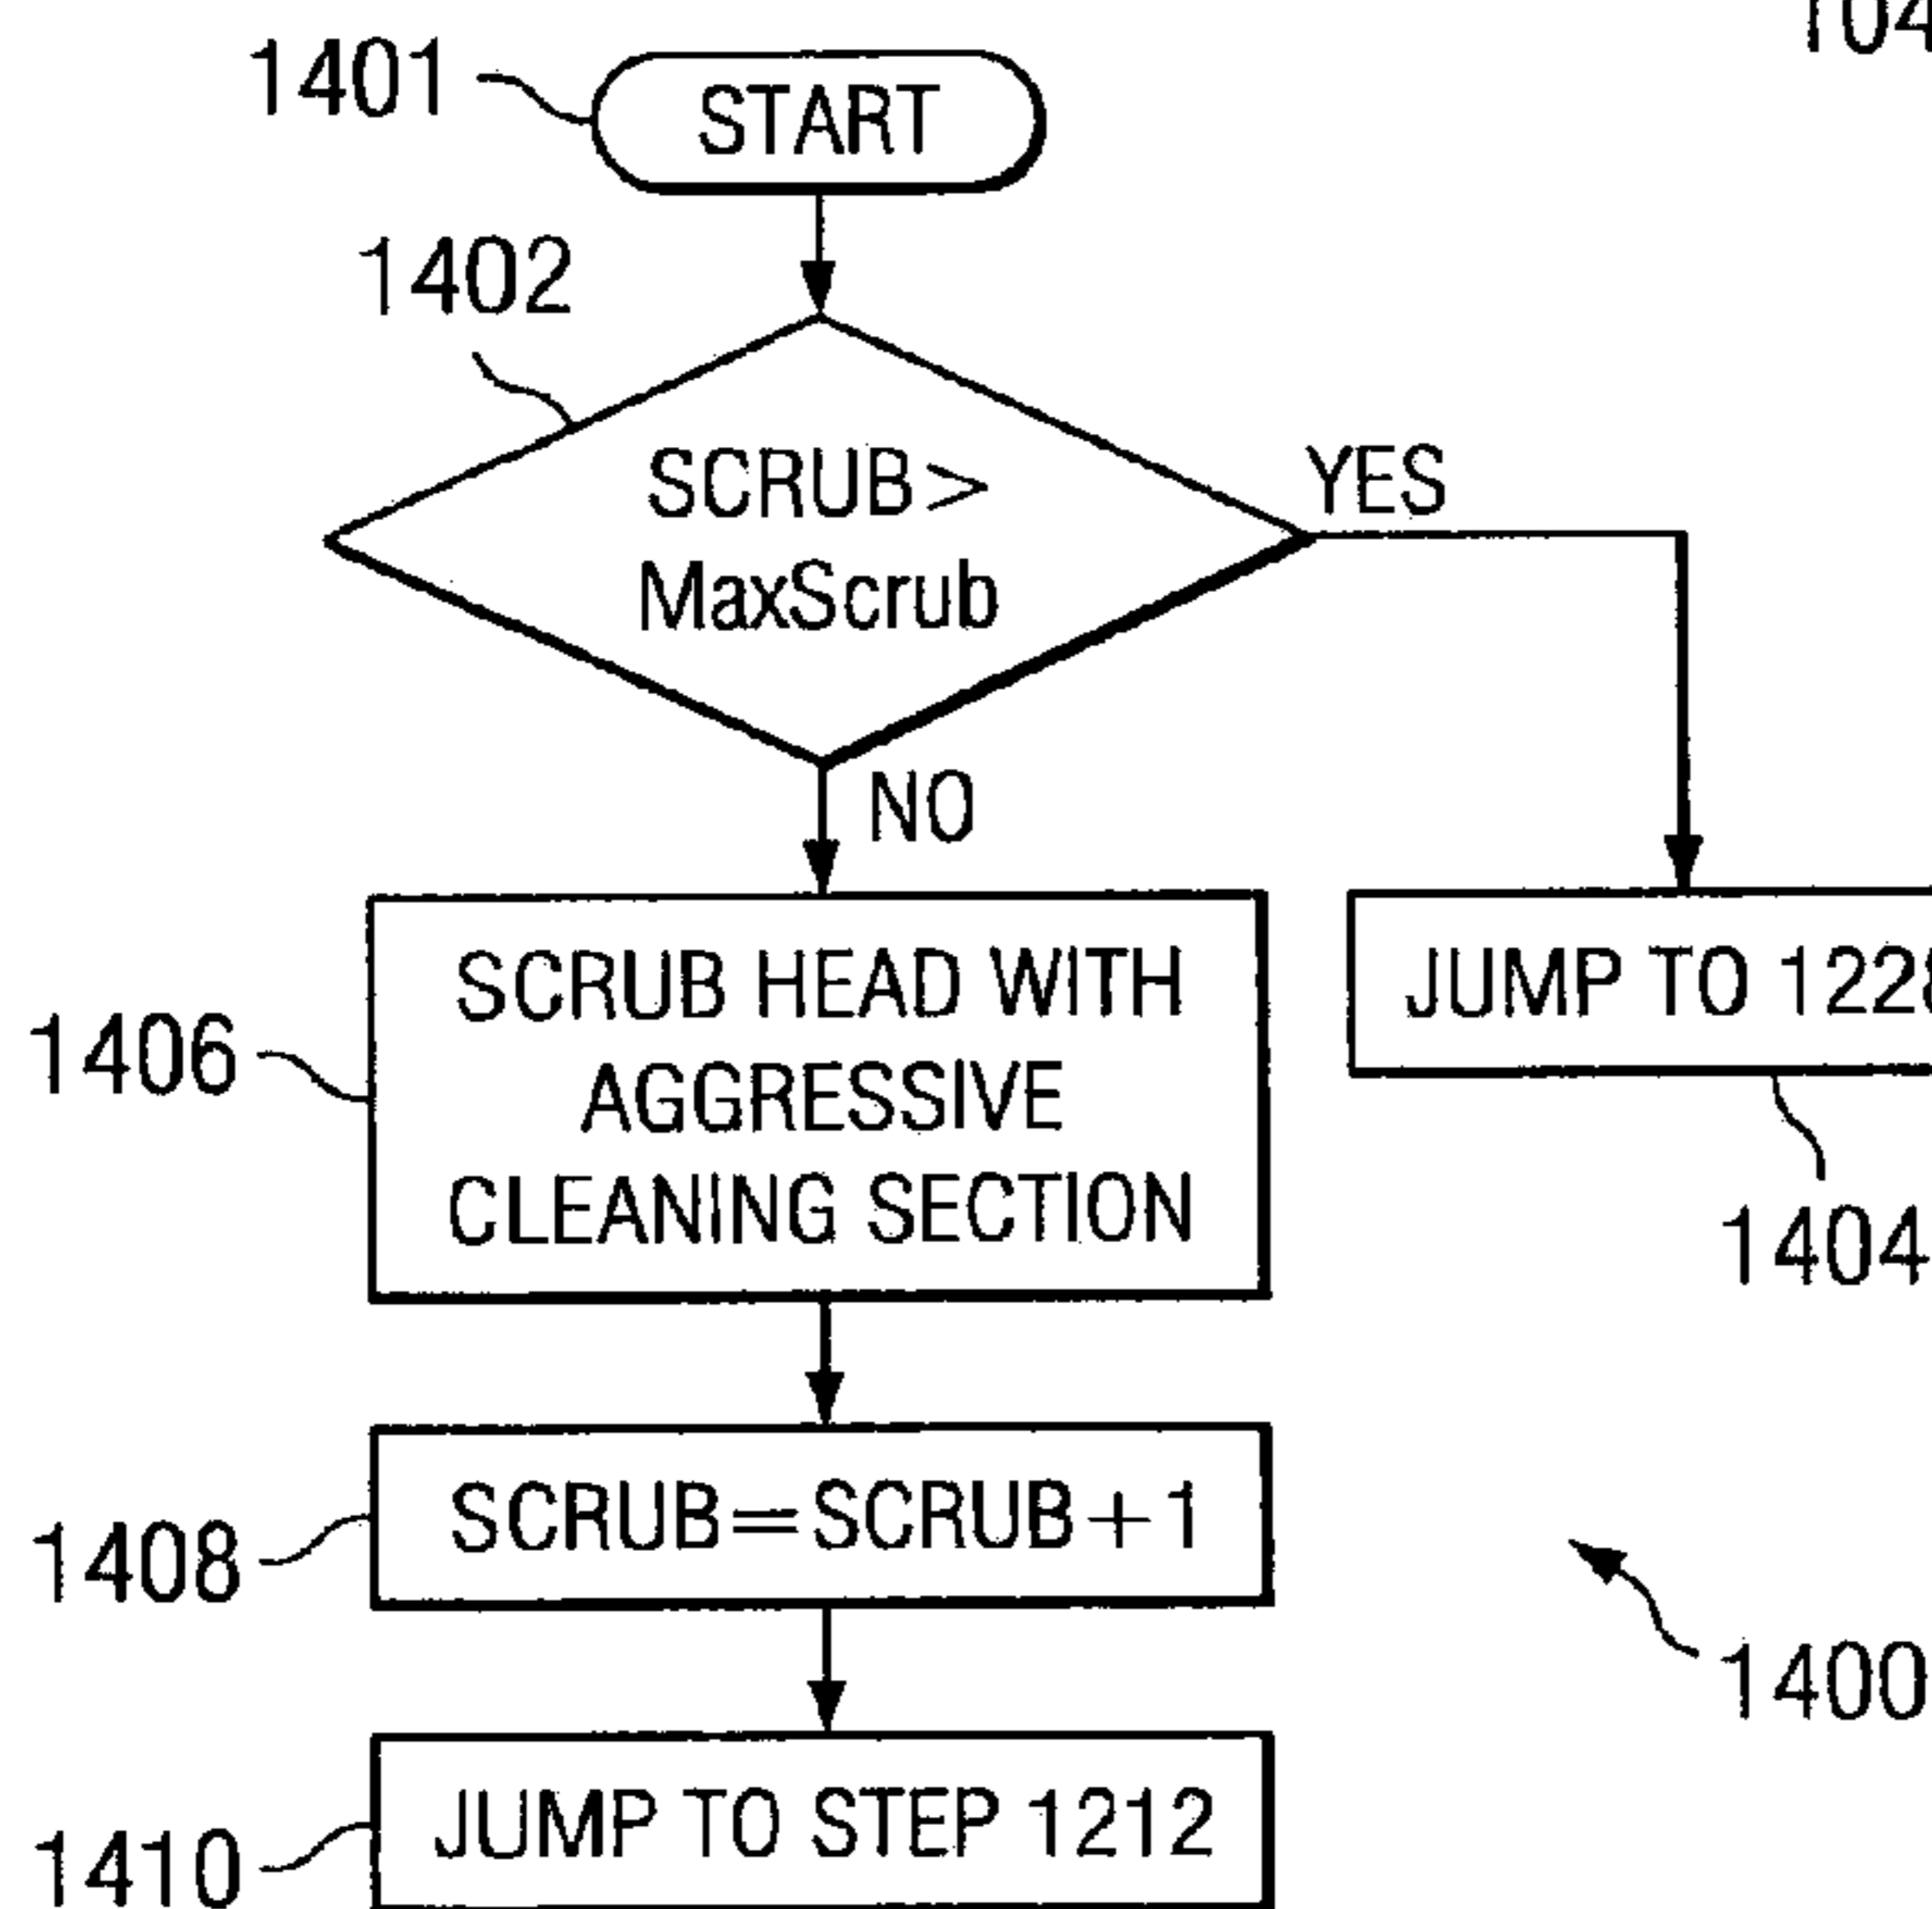 1401
START
1402
SCRUB>
MaxScrub
YES
NO
SCRUB HEAD WITH
AGGRESSIVE
CLEANING SECTION
1406
JUMP TO 1228
1404
SCRUB=SCRUB+1
1408
1400
JUMP TO STEP 1212
1410